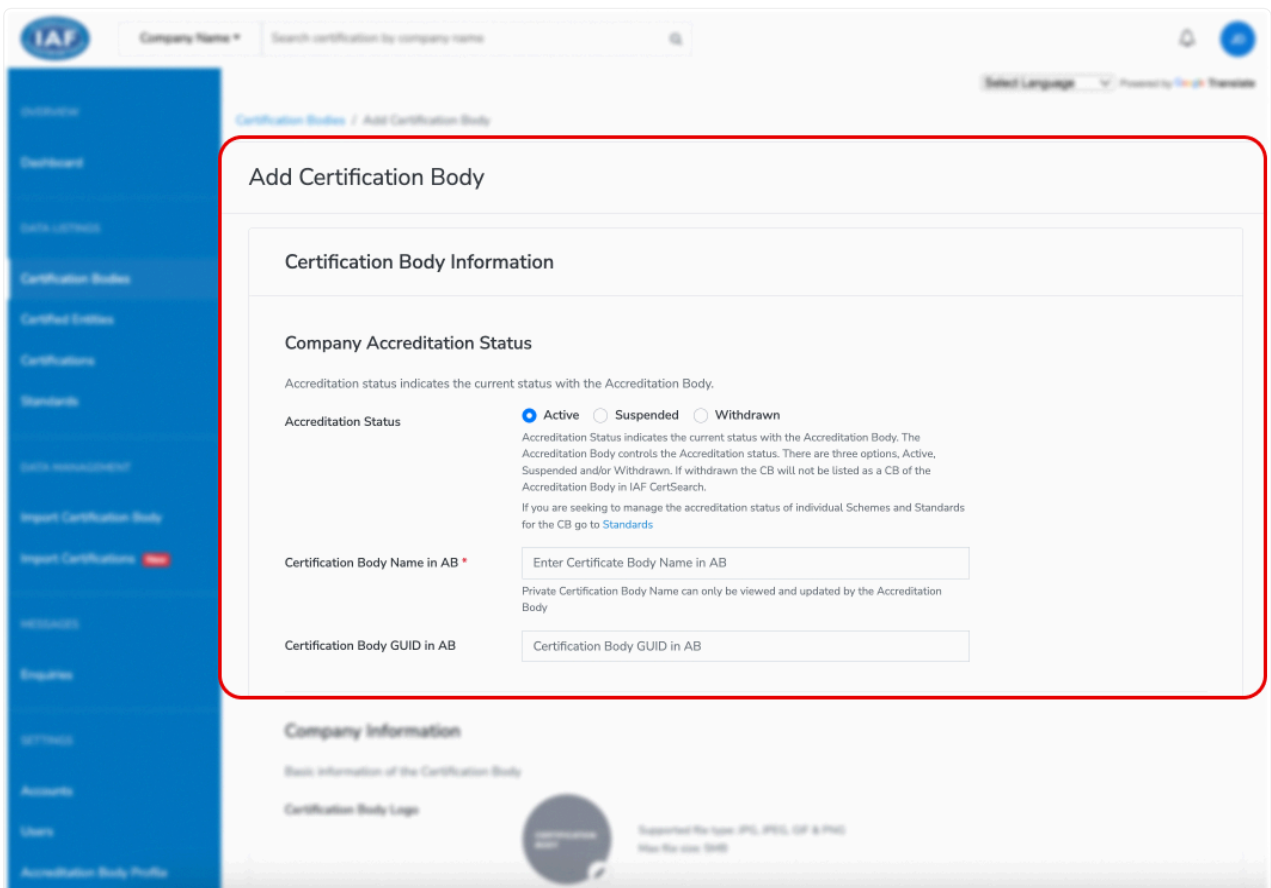 IAF
Company Name
Search certification by company name
JD
Select Language
Powered by Google Translate
OVERVIEW
Dashboard
DATA LISTINGS
Certification Bodies
Certified Entities
Certifications
Standards
DATA MANAGEMENT
Import Certification Body
Import Certifications New
MESSAGES
Enquiries
SETTINGS
Accounts
Users
Accreditation Body Profile
Certification Bodies / Add Certification Body
Add Certification Body
Certification Body Information
Company Accreditation Status
Accreditation status indicates the current status with the Accreditation Body.
Accreditation Status
Active Suspended Withdrawn
Accreditation Status indicates the current status with the Accreditation Body. The
Accreditation Body controls the Accreditation status. There are three options, Active,
Suspended and/or Withdrawn. If withdrawn the CB will not be listed as a CB of the
Accreditation Body in IAF CertSearch.
If you are seeking to manage the accreditation status of individual Schemes and Standards
for the CB go to Standards
Certification Body Name in AB *
Enter Certificate Body Name in AB
Private Certification Body Name can only be viewed and updated by the Accreditation
Body
Certification Body GUID in AB
Certification Body GUID in AB
Company Information
Basic information of the Certification Body
Certification Body Logo
CERTIFICATION
BODY
Supported file type: JPG, JPEG, GIF & PNG
Max file size: 5MB